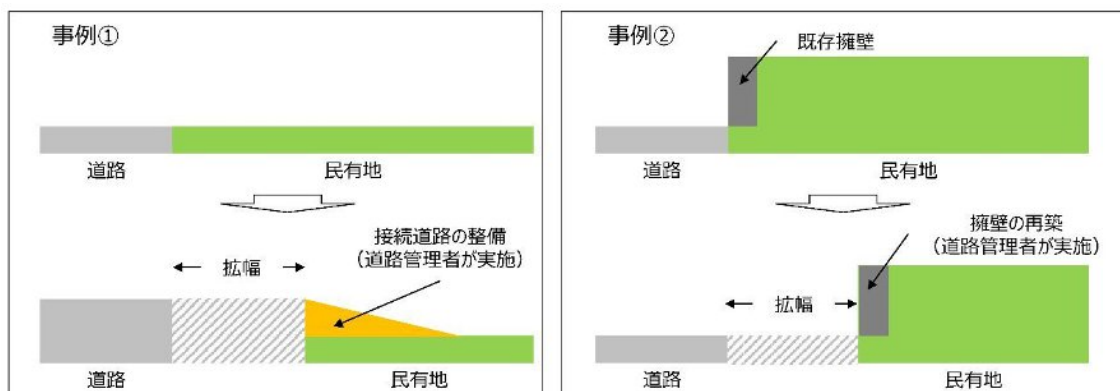 事例①
道路
民有地
接続道路の整備
(道路管理者が実施)
拡幅
道路
民有地
事例②
既存擁壁
道路
民有地
擁壁の再築
(道路管理者が実施)
拡幅
道路
民有地